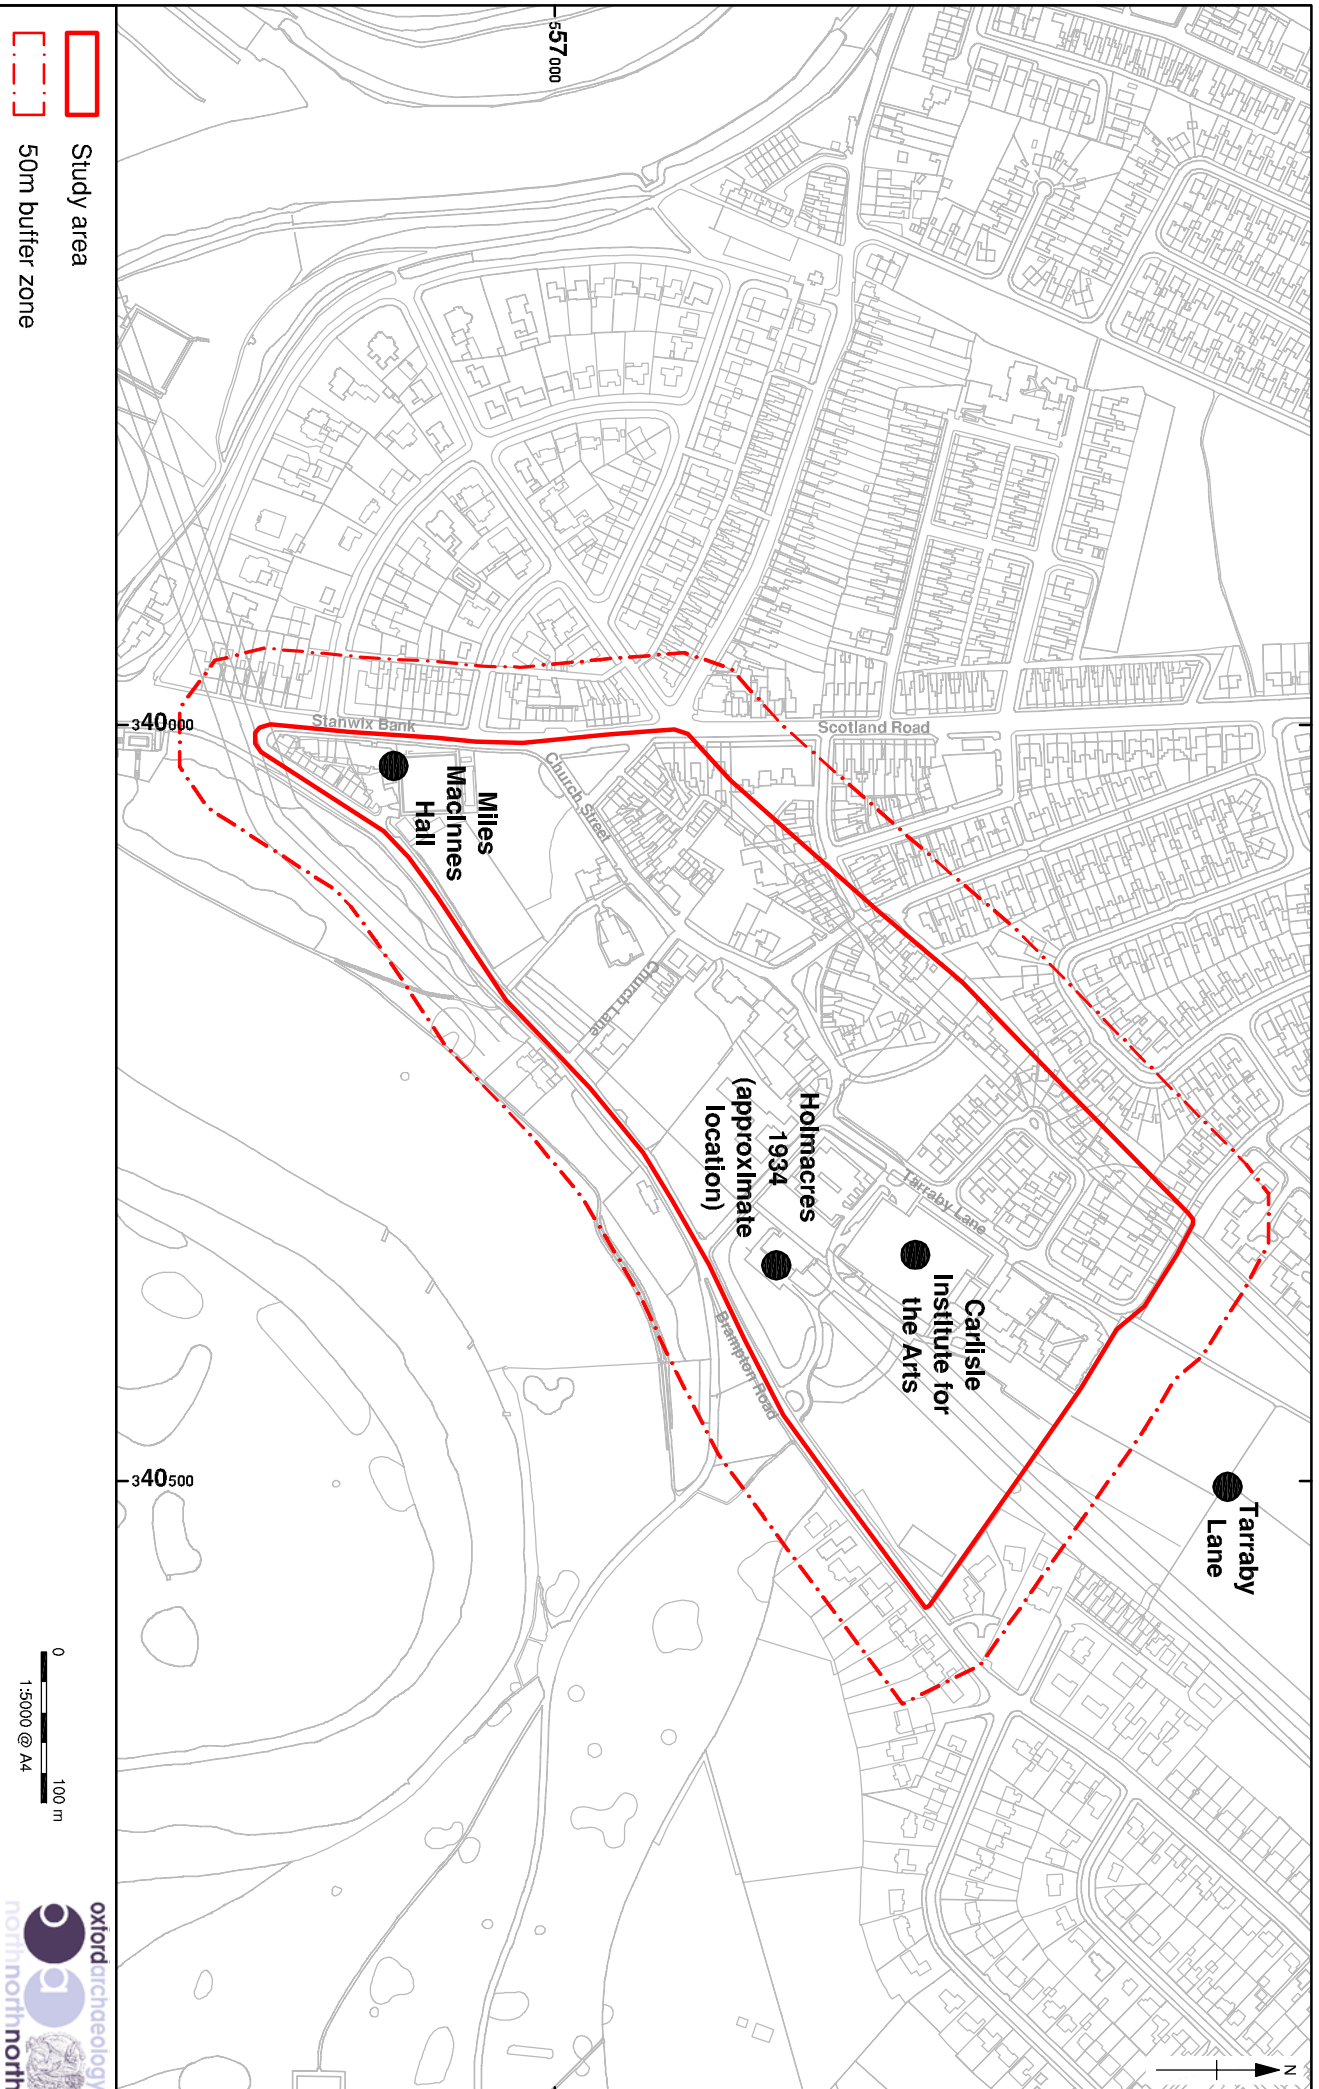 N
Tarraby
Lane
Scotland Road
Tarraby Lane
Carlisle
Institute for
the Arts
Holmacres
1934
(approximate
location)
Church Lane
Church Street
Brampton Road
557000
Miles
MacInnes
Hall
Stanwix Bank
340000
340500
Study area
50m buffer zone
0
100 m
1:5000 @ A4
oxfordarchaeology
northnorthnorth